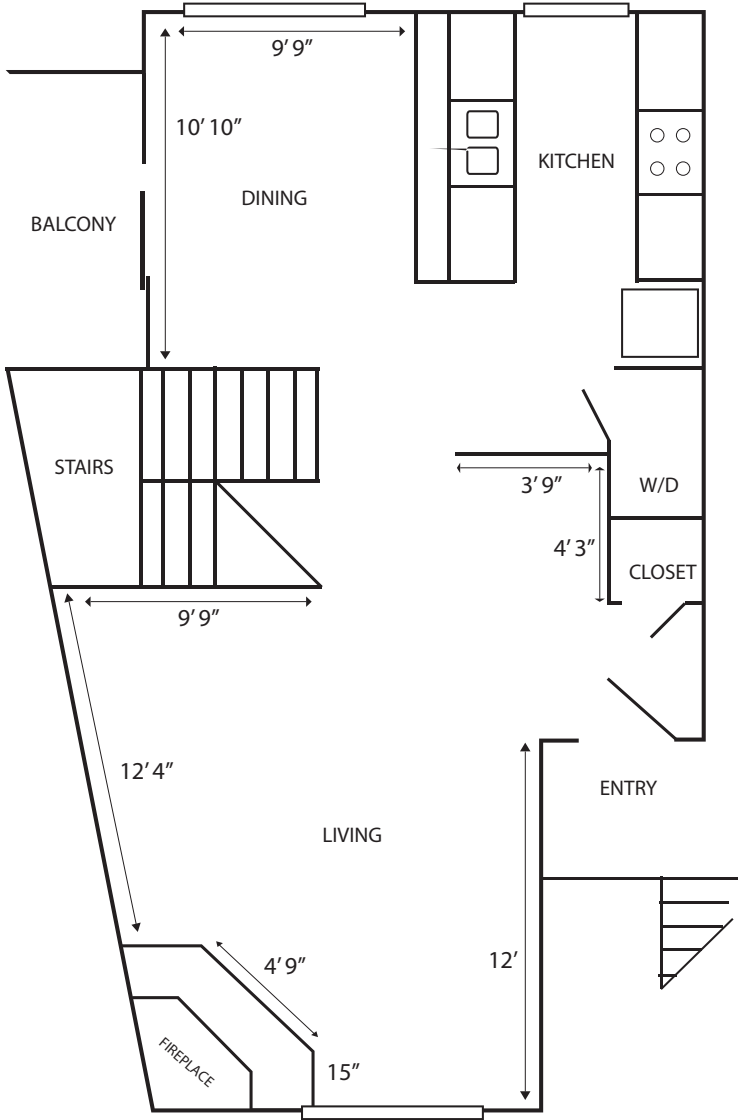 9’ 9”
10’ 10”
KITCHEN
DINING
BALCONY
STAIRS
3’ 9”
W/D
4’ 3”
CLOSET
9’ 9”
12’ 4”
ENTRY
LIVING
4’ 9”
12’
FIREPLACE
15”